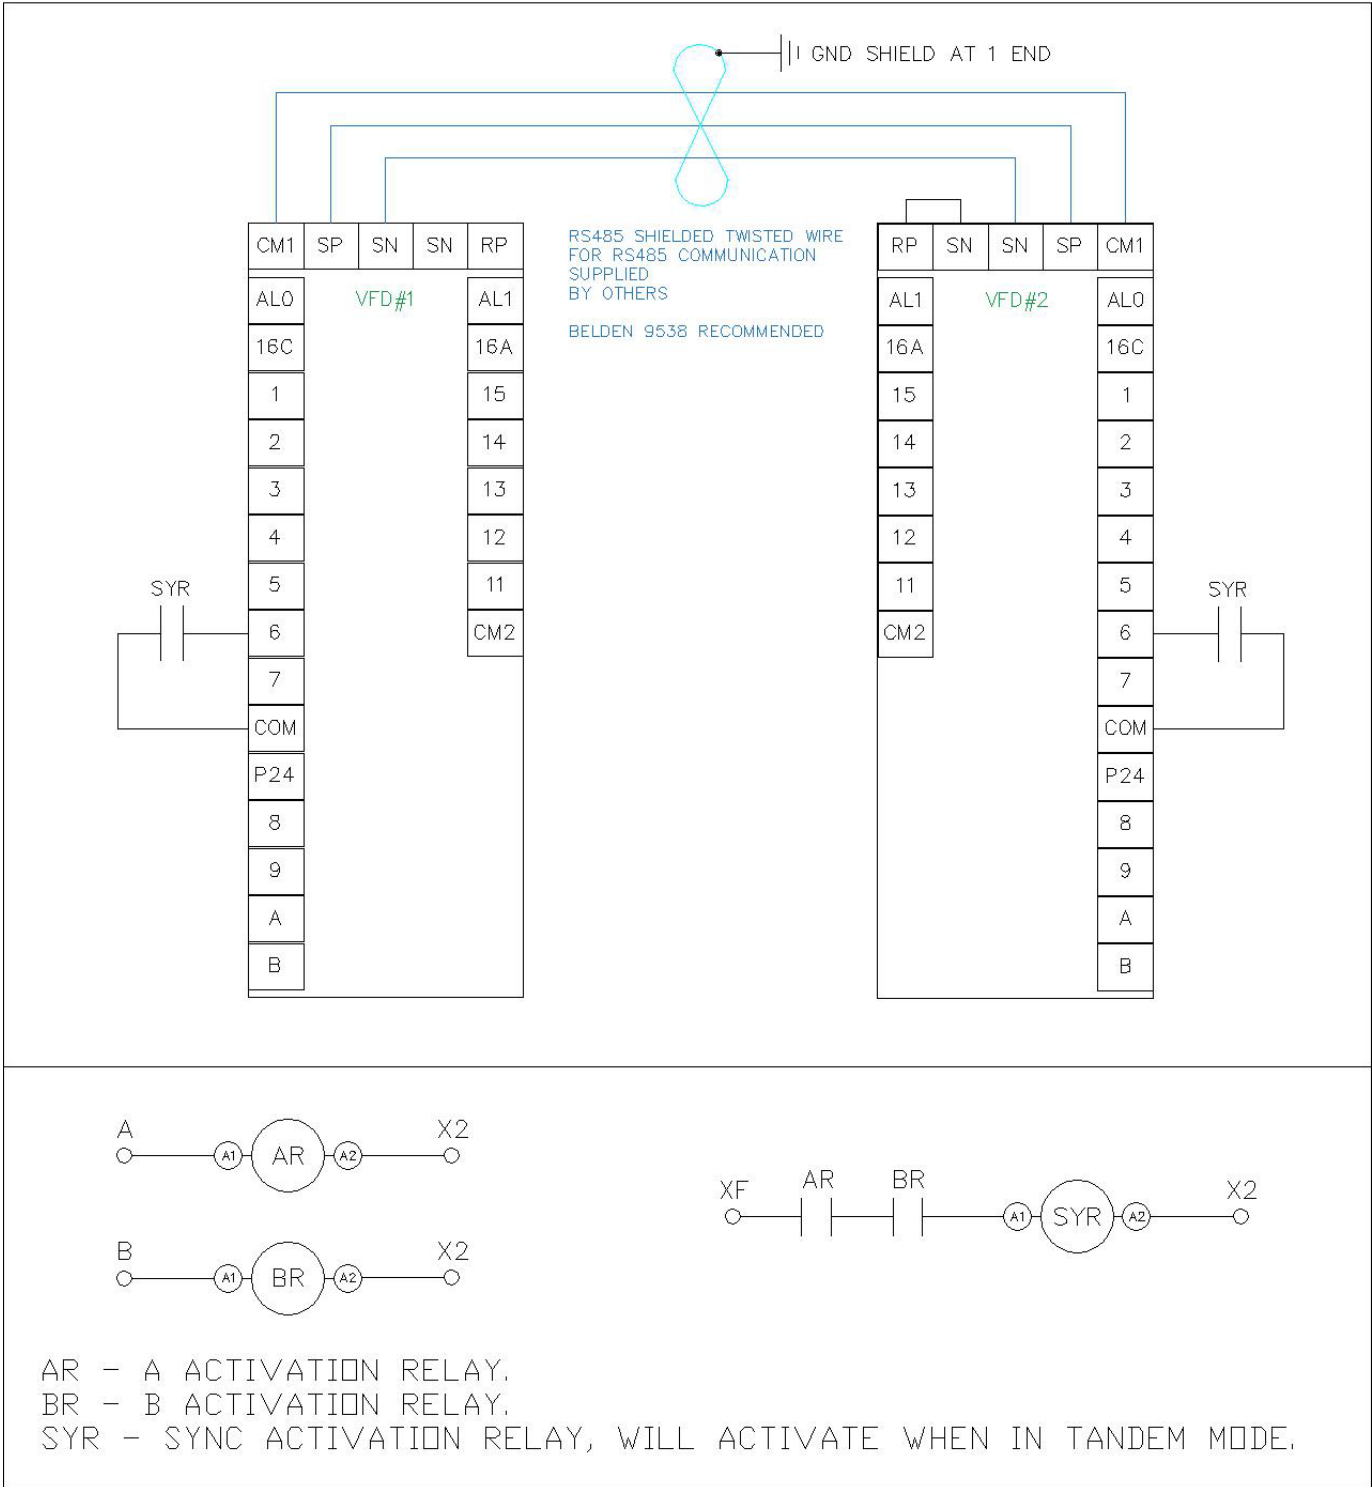 GND SHIELD AT 1 END
CM1 SP SN SN RP
RS485 SHIELDED TWISTED WIRE
FOR RS485 COMMUNICATION
SUPPLIED
BY OTHERS
BELDEN 9538 RECOMMENDED
RP SN SN SP CM1
AL0 VFD#1 AL1
16C 16A
1 15
2 14
3 13
4 12
5 11
SYR
6 CM2
7
COM
P24
8
9
A
B
AL1 VFD#2 AL0
16A 16C
15 1
14 2
13 3
12 4
11 5
SYR
CM2 6
7
COM
P24
8
9
A
B
A X2
A1 AR A2
B X2
A1 BR A2
XF AR BR X2
A1 SYR A2
AR - A ACTIVATION RELAY.
BR - B ACTIVATION RELAY.
SYR - SYNC ACTIVATION RELAY, WILL ACTIVATE WHEN IN TANDEM MODE.